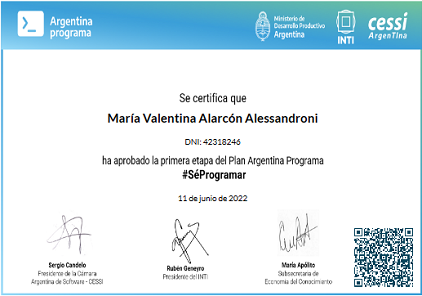 Argentina
programa
Ministerio de
Desarrollo Productivo
Argentina
INTI
cessi
ArgenTIna
Se certifica que
María Valentina Alarcón Alessandroni
DNI: 42318246
ha aprobado la primera etapa del Plan Argentina Programa
#SéProgramar
11 de junio de 2022
Sergio Candelo
Presidente de la Cámara
Argentina de Software - CESSI
Rubén Geneyro
Presidente del INTI
María Apólito
Subsecretaria de
Economía del Conocimiento